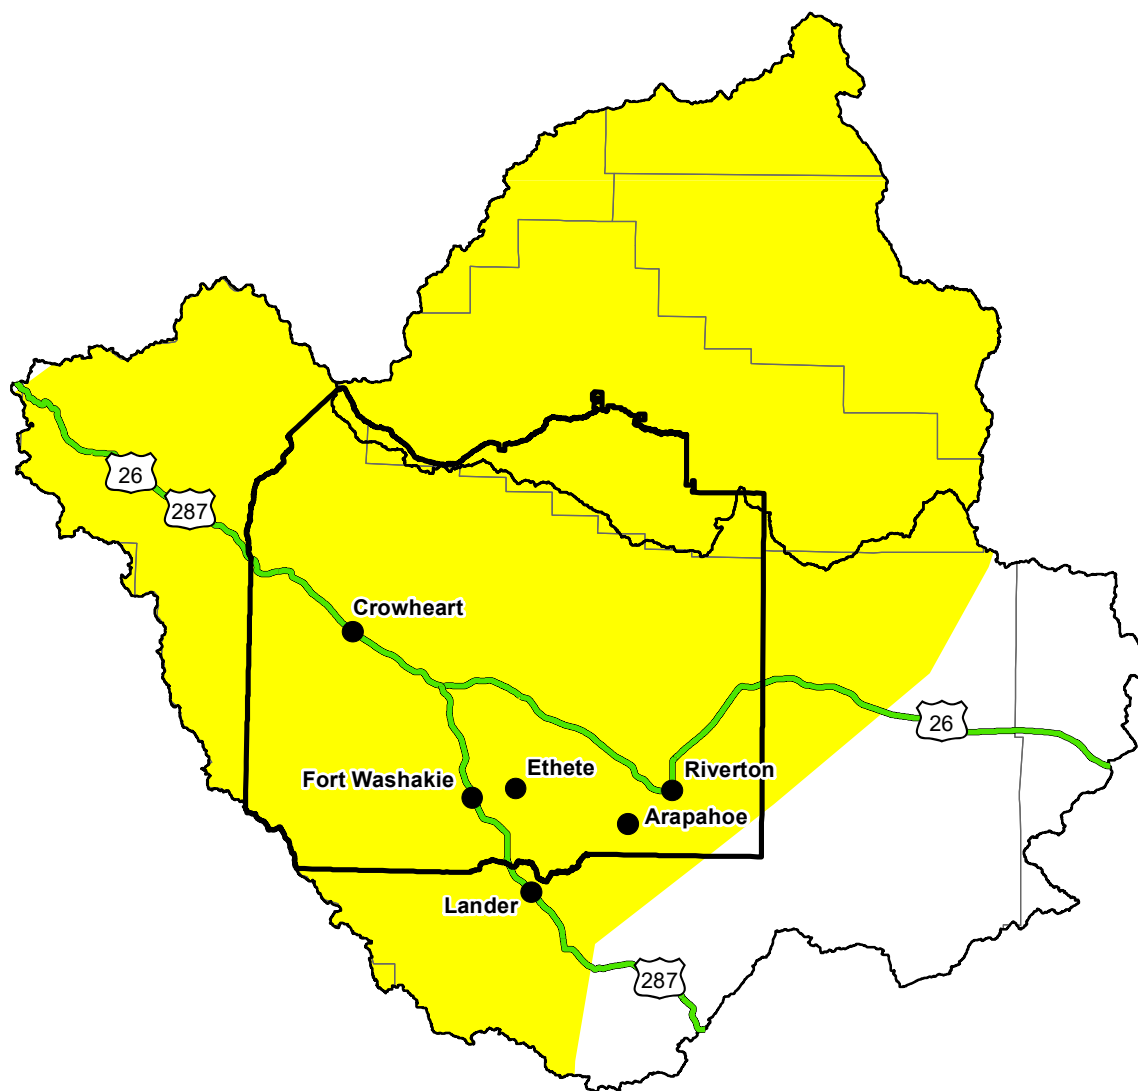 26
287
Crowheart
26
Ethete
Riverton
Fort Washakie
Arapahoe
Lander
287